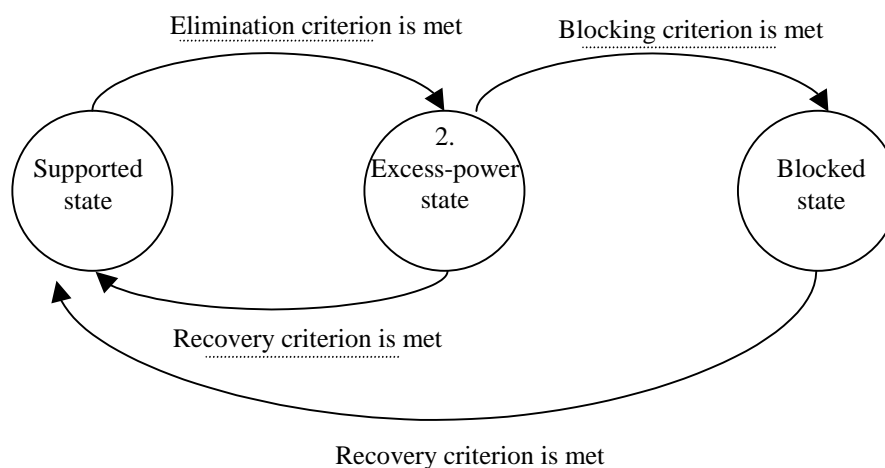 Elimination criterion is met
Blocking criterion is met
Supported
state
2.
Excess-power
state
Blocked
state
Recovery criterion is met
Recovery criterion is met